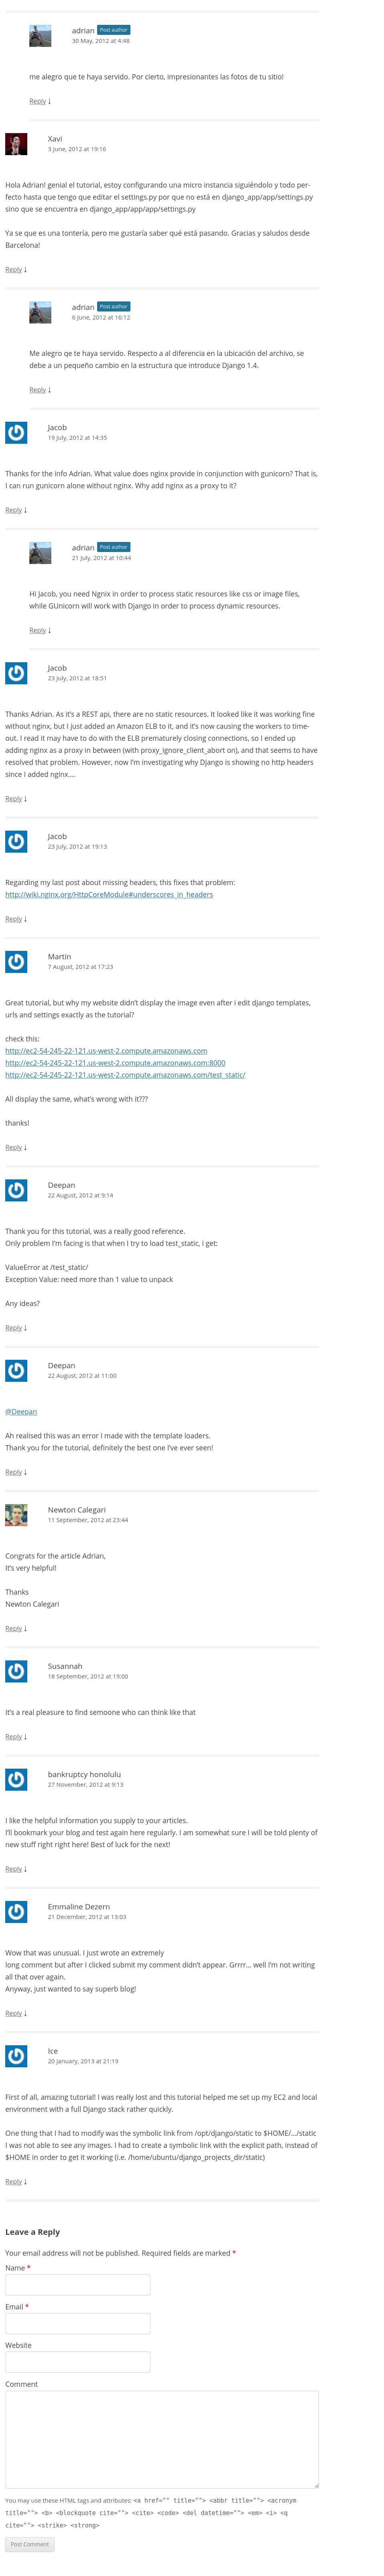 adrian Post author
30 May, 2012 at 4:48
me alegro que te haya servido. Por cierto, impresionantes las fotos de tu sitio!
Reply ↓
Xavi
3 June, 2012 at 19:16
Hola Adrian! genial el tutorial, estoy configurando una micro instancia siguiéndolo y todo per-
fecto hasta que tengo que editar el settings.py por que no está en django_app/app/settings.py
sino que se encuentra en django_app/app/app/settings.py
Ya se que es una tontería, pero me gustaría saber qué está pasando. Gracias y saludos desde
Barcelona!
Reply ↓
adrian Post author
6 June, 2012 at 16:12
Me alegro qe te haya servido. Respecto a al diferencia en la ubicación del archivo, se
debe a un pequeño cambio en la estructura que introduce Django 1.4.
Reply ↓
Jacob
19 July, 2012 at 14:35
Thanks for the info Adrian. What value does nginx provide in conjunction with gunicorn? That is,
I can run gunicorn alone without nginx. Why add nginx as a proxy to it?
Reply ↓
adrian Post author
21 July, 2012 at 10:44
Hi Jacob, you need Ngnix in order to process static resources like css or image files,
while GUnicorn will work with Django in order to process dynamic resources.
Reply ↓
Jacob
23 July, 2012 at 18:51
Thanks Adrian. As it's a REST api, there are no static resources. It looked like it was working fine
without nginx, but I just added an Amazon ELB to it, and it's now causing the workers to time-
out. I read it may have to do with the ELB prematurely closing connections, so I ended up
adding nginx as a proxy in between (with proxy_ignore_client_abort on), and that seems to have
resolved that problem. However, now I'm investigating why Django is showing no http headers
since I added nginx….
Reply ↓
Jacob
23 July, 2012 at 19:13
Regarding my last post about missing headers, this fixes that problem:
http://wiki.nginx.org/HttpCoreModule#underscores_in_headers
Reply ↓
Martin
7 August, 2012 at 17:23
Great tutorial, but why my website didn't display the image even after i edit django templates,
urls and settings exactly as the tutorial?
check this:
http://ec2-54-245-22-121.us-west-2.compute.amazonaws.com
http://ec2-54-245-22-121.us-west-2.compute.amazonaws.com:8000
http://ec2-54-245-22-121.us-west-2.compute.amazonaws.com/test_static/
All display the same, what's wrong with it???
thanks!
Reply ↓
Deepan
22 August, 2012 at 9:14
Thank you for this tutorial, was a really good reference.
Only problem I'm facing is that when I try to load test_static, i get:
ValueError at /test_static/
Exception Value: need more than 1 value to unpack
Any ideas?
Reply ↓
Deepan
22 August, 2012 at 11:00
@Deepan
Ah realised this was an error I made with the template loaders.
Thank you for the tutorial, definitely the best one I've ever seen!
Reply ↓
Newton Calegari
11 September, 2012 at 23:44
Congrats for the article Adrian,
It's very helpful!
Thanks
Newton Calegari
Reply ↓
Susannah
18 September, 2012 at 19:00
It's a real pleasure to find semoone who can think like that
Reply ↓
bankruptcy honolulu
27 November, 2012 at 9:13
I like the helpful information you supply to your articles.
I'll bookmark your blog and test again here regularly. I am somewhat sure I will be told plenty of
new stuff right right here! Best of luck for the next!
Reply ↓
Emmaline Dezern
21 December, 2012 at 13:03
Wow that was unusual. I just wrote an extremely
long comment but after I clicked submit my comment didn't appear. Grrrr… well I'm not writing
all that over again.
Anyway, just wanted to say superb blog!
Reply ↓
Ice
20 January, 2013 at 21:19
First of all, amazing tutorial! I was really lost and this tutorial helped me set up my EC2 and local
environment with a full Django stack rather quickly.
One thing that I had to modify was the symbolic link from /opt/django/static to $HOME/…/static
I was not able to see any images. I had to create a symbolic link with the explicit path, instead of
$HOME in order to get it working (i.e. /home/ubuntu/django_projects_dir/static)
Reply ↓
Leave a Reply
Your email address will not be published. Required fields are marked *
Name *
Email *
Website
Comment
You may use these HTML tags and attributes: <a href="" title=""> <abbr title=""> <acronym
title=""> <b> <blockquote cite=""> <cite> <code> <del datetime=""> <em> <i> <q
cite=""> <strike> <strong>
Post Comment